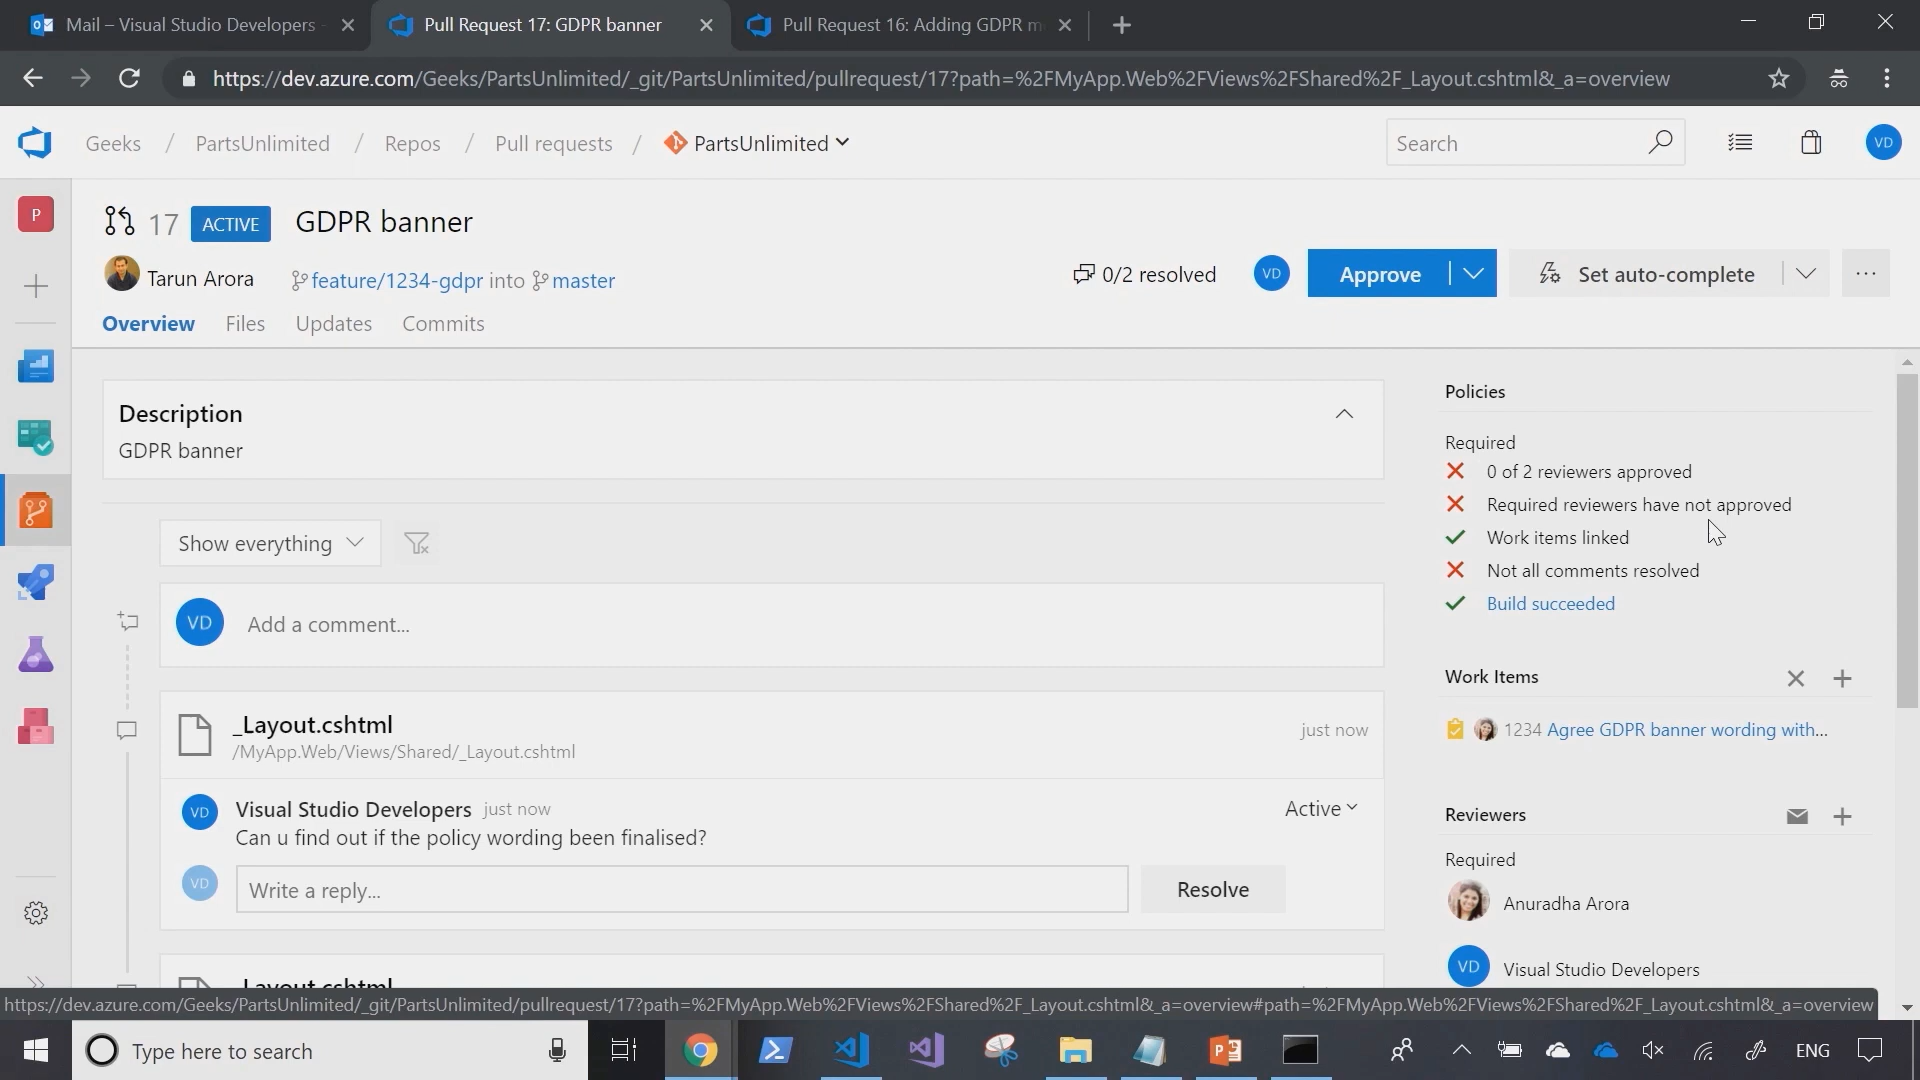 Mail – Visual Studio Developers -
Pull Request 17: GDPR banner
Pull Request 16: Adding GDPR m
https://dev.azure.com/Geeks/PartsUnlimited/_git/PartsUnlimited/pullrequest/17?path=%2FMyApp.Web%2FViews%2FShared%2F_Layout.cshtml&_a=overview
Geeks / PartsUnlimited / Repos / Pull requests / PartsUnlimited
Search
VD
P
17 ACTIVE GDPR banner
Tarun Arora feature/1234-gdpr into master
0/2 resolved
VD
Approve
Set auto-complete
...
Overview Files Updates Commits
Description
GDPR banner
Show everything
VD Add a comment...
_Layout.cshtml
/MyApp.Web/Views/Shared/_Layout.cshtml
just now
VD Visual Studio Developers just now
Active
Can u find out if the policy wording been finalised?
VD Write a reply...
Resolve
_Layout.cshtml
Policies
Required
0 of 2 reviewers approved
Required reviewers have not approved
Work items linked
Not all comments resolved
Build succeeded
Work Items
1234 Agree GDPR banner wording with...
Reviewers
Required
Anuradha Arora
VD Visual Studio Developers
https://dev.azure.com/Geeks/PartsUnlimited/_git/PartsUnlimited/pullrequest/17?path=%2FMyApp.Web%2FViews%2FShared%2F_Layout.cshtml&_a=overview#path=%2FMyApp.Web%2FViews%2FShared%2F_Layout.cshtml&_a=overview
Type here to search
ENG